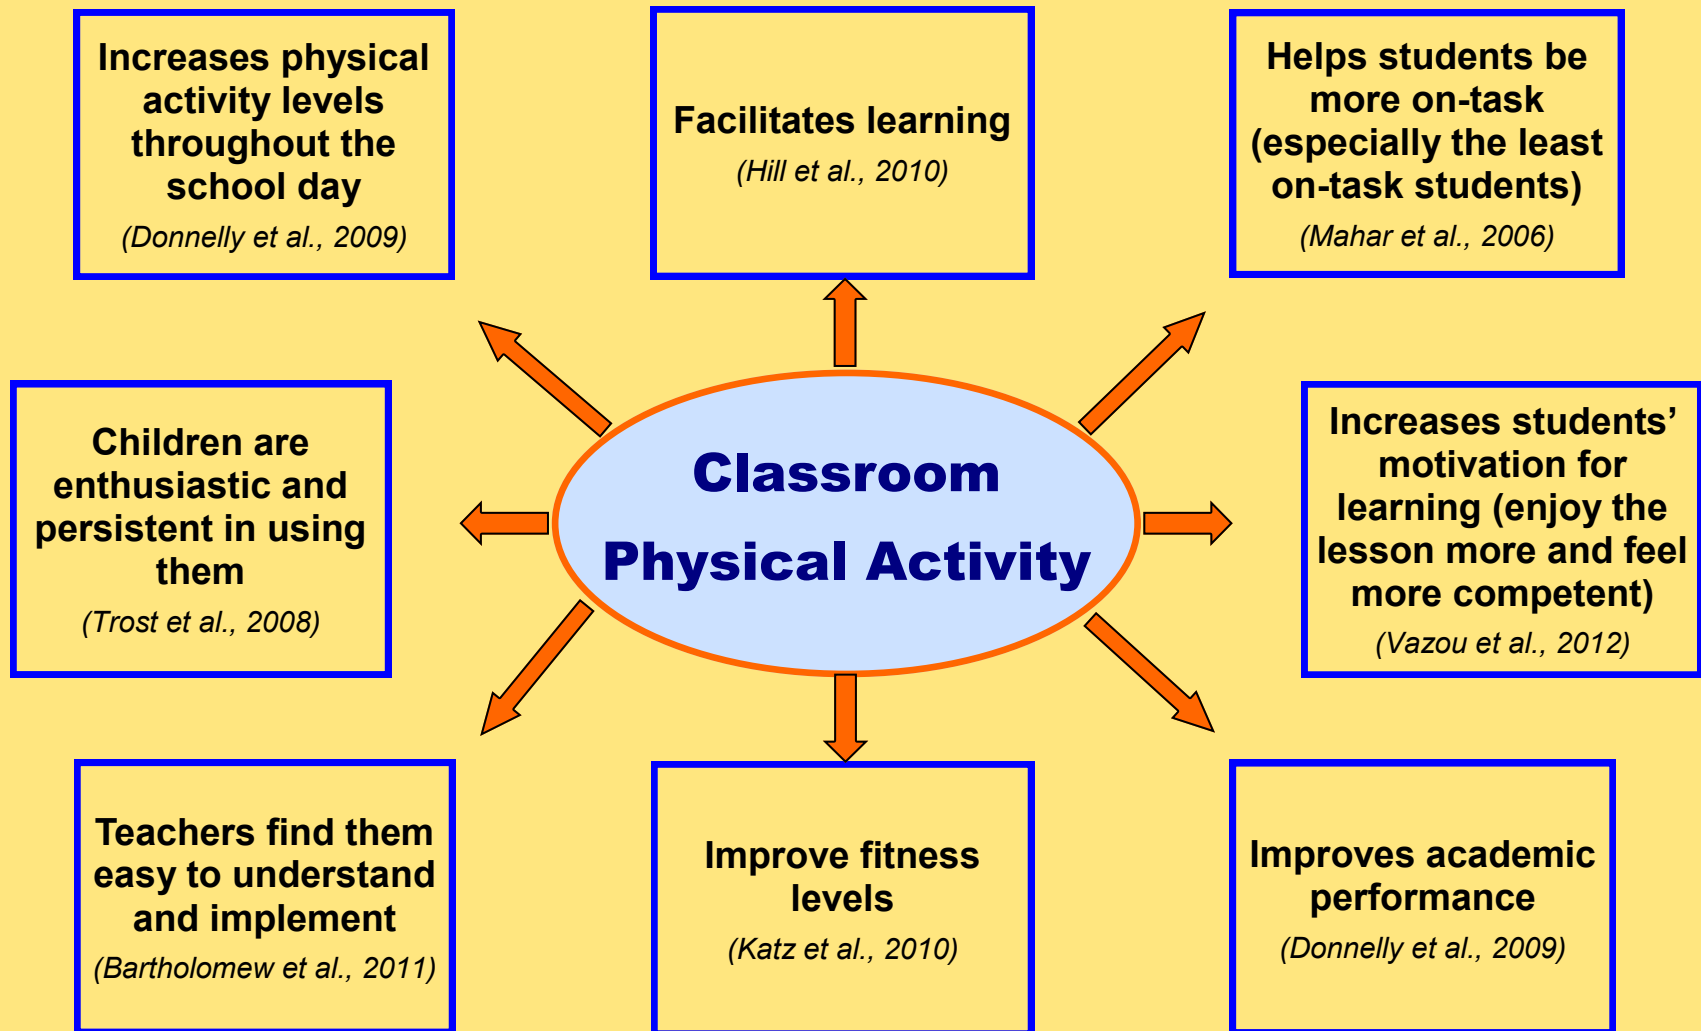 Increases physical
activity levels
throughout the
school day
(Donnelly et al., 2009)
Facilitates learning
(Hill et al., 2010)
Helps students be
more on-task
(especially the least
on-task students)
(Mahar et al., 2006)
Children are
enthusiastic and
persistent in using
them
(Trost et al., 2008)
Classroom
Physical Activity
Increases students’
motivation for
learning (enjoy the
lesson more and feel
more competent)
(Vazou et al., 2012)
Teachers find them
easy to understand
and implement
(Bartholomew et al., 2011)
Improve fitness
levels
(Katz et al., 2010)
Improves academic
performance
(Donnelly et al., 2009)